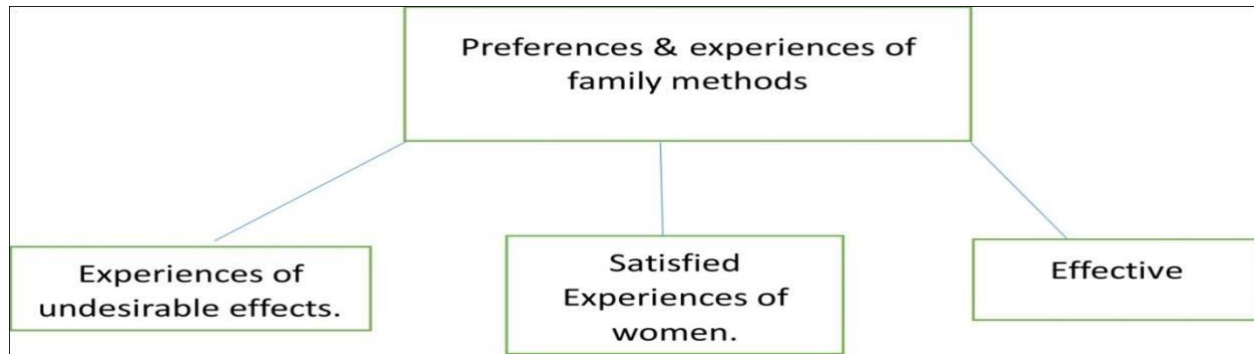 Preferences & experiences of
family methods
Experiences of
undesirable effects.
Satisfied
Experiences of
women.
Effective